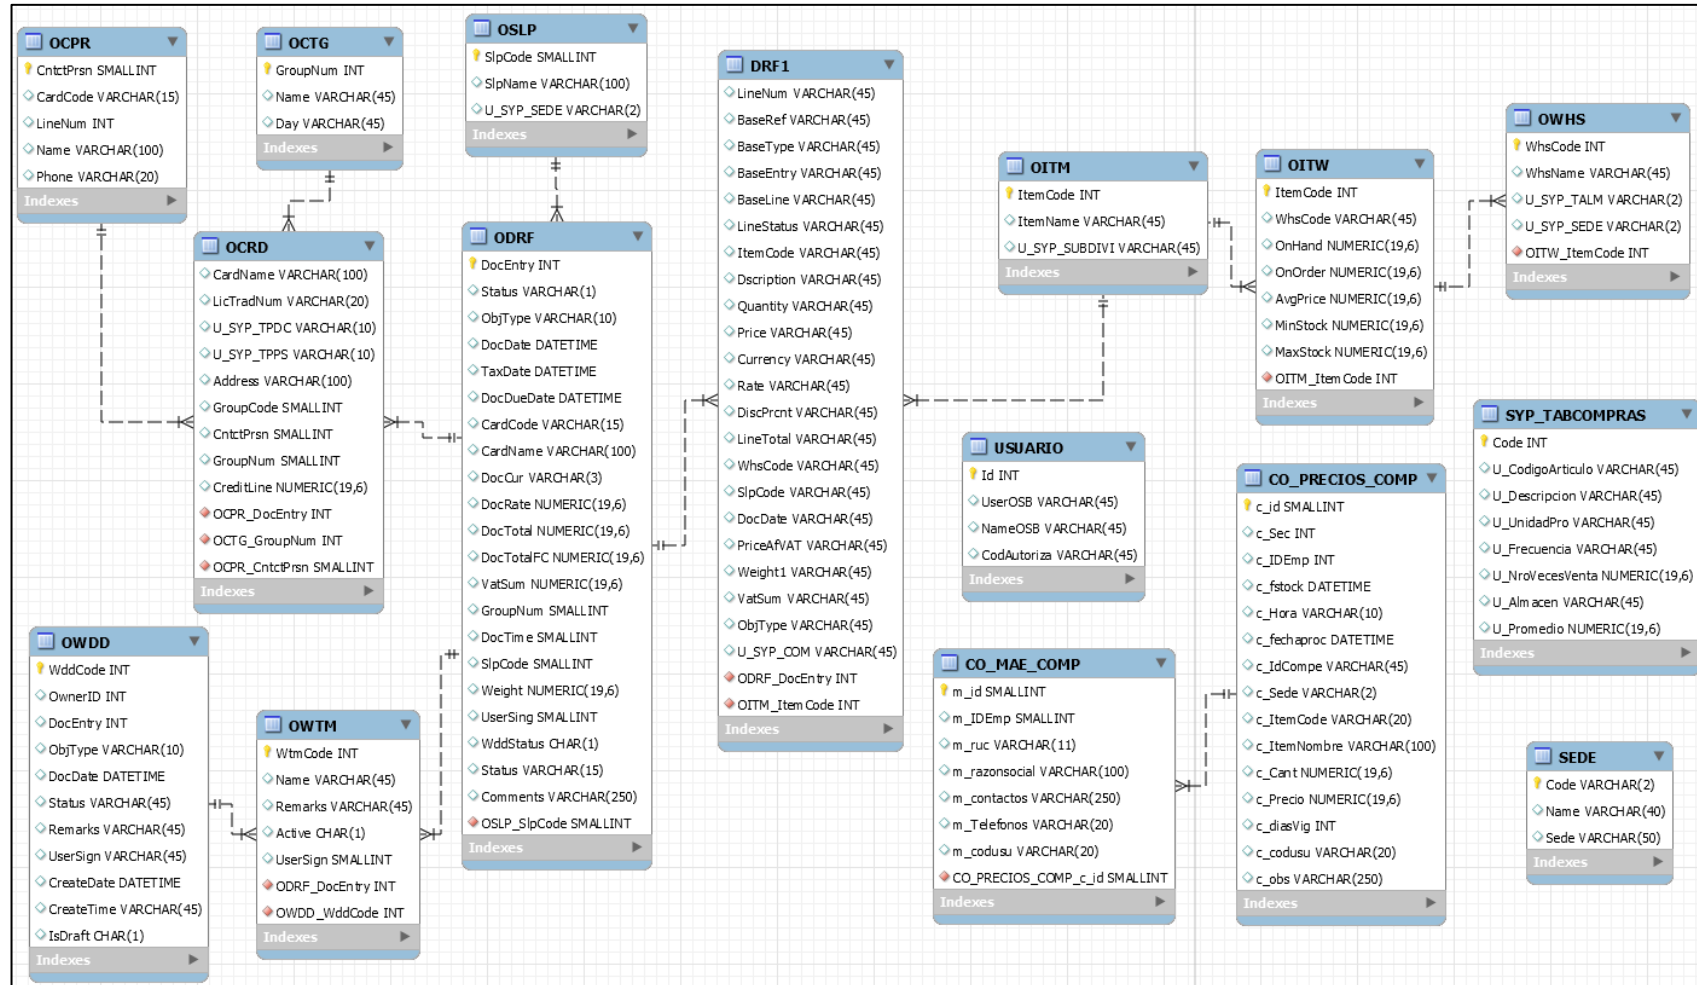 OCPR
CntctPrsn SMALLINT
CardCode VARCHAR(15)
LineNum INT
Name VARCHAR(100)
Phone VARCHAR(20)
Indexes
OCTG
GroupNum INT
Name VARCHAR(45)
Day VARCHAR(45)
Indexes
OSLP
SlpCode SMALLINT
SlpName VARCHAR(100)
U_SYP_SEDE VARCHAR(2)
Indexes
OCRD
CardName VARCHAR(100)
LicTradNum VARCHAR(20)
U_SYP_TPDC VARCHAR(10)
U_SYP_TPPS VARCHAR(10)
Address VARCHAR(100)
GroupCode SMALLINT
CntctPrsn SMALLINT
GroupNum SMALLINT
CreditLine NUMERIC(19,6)
OCPR_DocEntry INT
OCTG_GroupNum INT
OCPR_CntctPrsn SMALLINT
Indexes
ODRF
DocEntry INT
Status VARCHAR(1)
ObjType VARCHAR(10)
DocDate DATETIME
TaxDate DATETIME
DocDueDate DATETIME
CardCode VARCHAR(15)
CardName VARCHAR(100)
DocCur VARCHAR(3)
DocRate NUMERIC(19,6)
DocTotal NUMERIC(19,6)
DocTotalFC NUMERIC(19,6)
VatSum NUMERIC(19,6)
GroupNum SMALLINT
DocTime SMALLINT
SlpCode SMALLINT
Weight NUMERIC(19,6)
UserSing SMALLINT
WddStatus CHAR(1)
Status VARCHAR(15)
Comments VARCHAR(250)
OSLP_SlpCode SMALLINT
Indexes
DRF1
LineNum VARCHAR(45)
BaseRef VARCHAR(45)
BaseType VARCHAR(45)
BaseEntry VARCHAR(45)
BaseLine VARCHAR(45)
LineStatus VARCHAR(45)
ItemCode VARCHAR(45)
Dscription VARCHAR(45)
Quantity VARCHAR(45)
Price VARCHAR(45)
Currency VARCHAR(45)
Rate VARCHAR(45)
DiscPrcnt VARCHAR(45)
LineTotal VARCHAR(45)
WhsCode VARCHAR(45)
SlpCode VARCHAR(45)
DocDate VARCHAR(45)
PriceAfVAT VARCHAR(45)
Weight1 VARCHAR(45)
VatSum VARCHAR(45)
ObjType VARCHAR(45)
U_SYP_COM VARCHAR(45)
ODRF_DocEntry INT
OITM_ItemCode INT
Indexes
OITM
ItemCode INT
ItemName VARCHAR(45)
U_SYP_SUBDIVI VARCHAR(45)
Indexes
OITW
ItemCode INT
WhsCode VARCHAR(45)
OnHand NUMERIC(19,6)
OnOrder NUMERIC(19,6)
AvgPrice NUMERIC(19,6)
MinStock NUMERIC(19,6)
MaxStock NUMERIC(19,6)
OITM_ItemCode INT
Indexes
OWHS
WhsCode INT
WhsName VARCHAR(45)
U_SYP_TALM VARCHAR(2)
U_SYP_SEDE VARCHAR(2)
OITW_ItemCode INT
Indexes
USUARIO
Id INT
UserOSB VARCHAR(45)
NameOSB VARCHAR(45)
CodAutoriza VARCHAR(45)
Indexes
CO_PRECIOS_COMP
c_id SMALLINT
c_Sec INT
c_IDEmp INT
c_fstock DATETIME
c_Hora VARCHAR(10)
c_fechaproc DATETIME
c_IdCompe VARCHAR(45)
c_Sede VARCHAR(2)
c_ItemCode VARCHAR(20)
c_ItemNombre VARCHAR(100)
c_Cant NUMERIC(19,6)
c_Precio NUMERIC(19,6)
c_diasVig INT
c_codusu VARCHAR(20)
c_obs VARCHAR(250)
Indexes
SYP_TABCOMPRAS
Code INT
U_CodigoArticulo VARCHAR(45)
U_Descripcion VARCHAR(45)
U_UnidadPro VARCHAR(45)
U_Frecuencia VARCHAR(45)
U_NroVecesVenta NUMERIC(19,6)
U_Almacen VARCHAR(45)
U_Promedio NUMERIC(19,6)
Indexes
OWDD
WddCode INT
OwnerID INT
DocEntry INT
ObjType VARCHAR(10)
DocDate DATETIME
Status VARCHAR(45)
Remarks VARCHAR(45)
UserSign VARCHAR(45)
CreateDate DATETIME
CreateTime VARCHAR(45)
IsDraft CHAR(1)
Indexes
OWTM
WtmCode INT
Name VARCHAR(45)
Remarks VARCHAR(45)
Active CHAR(1)
UserSign SMALLINT
ODRF_DocEntry INT
OWDD_WddCode INT
Indexes
CO_MAE_COMP
m_id SMALLINT
m_IDEmp SMALLINT
m_ruc VARCHAR(11)
m_razonsocial VARCHAR(100)
m_contactos VARCHAR(250)
m_Telefonos VARCHAR(20)
m_codusu VARCHAR(20)
CO_PRECIOS_COMP_c_id SMALLINT
Indexes
SEDE
Code VARCHAR(2)
Name VARCHAR(40)
Sede VARCHAR(50)
Indexes